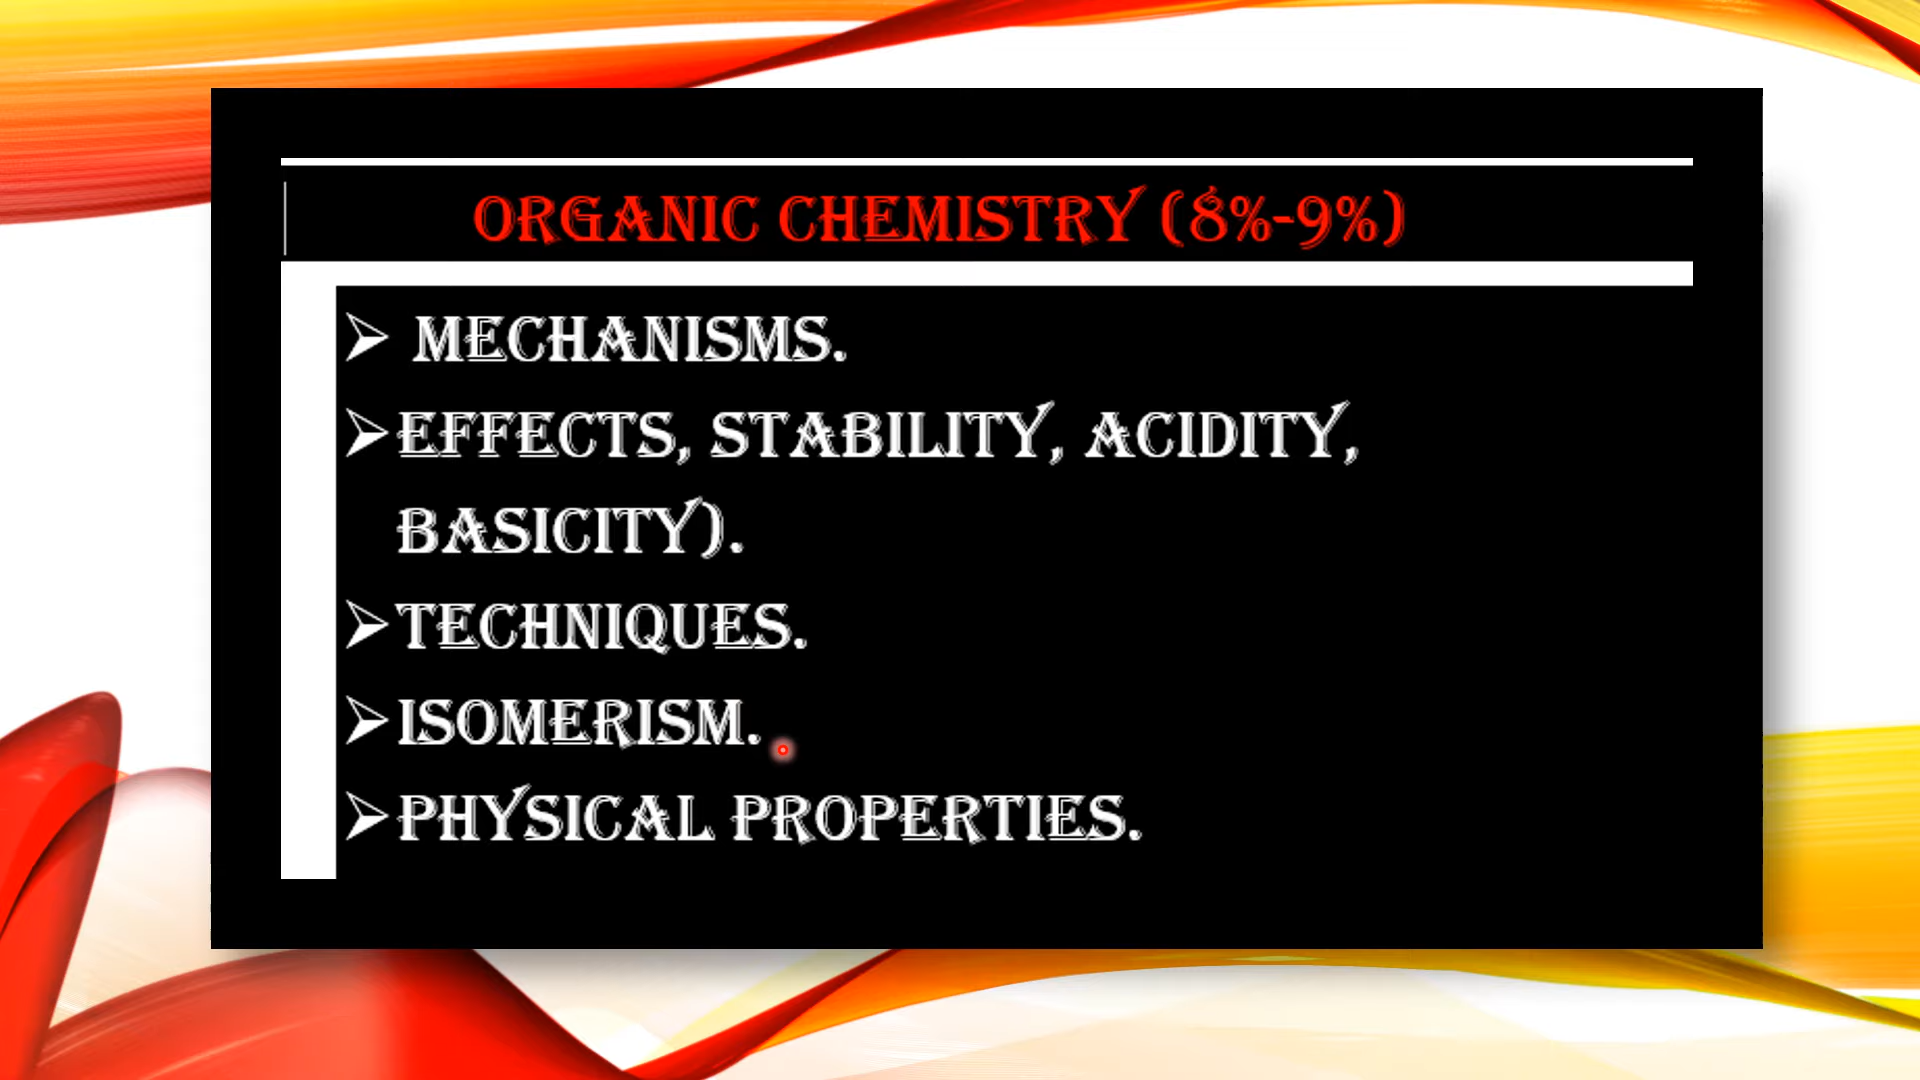 ORGANIC CHEMISTRY (8%-9%)
➢ MECHANISMS.
➢ EFFECTS, STABILITY, ACIDITY,
BASICITY).
➢ TECHNIQUES.
➢ ISOMERISM.
➢ PHYSICAL PROPERTIES.